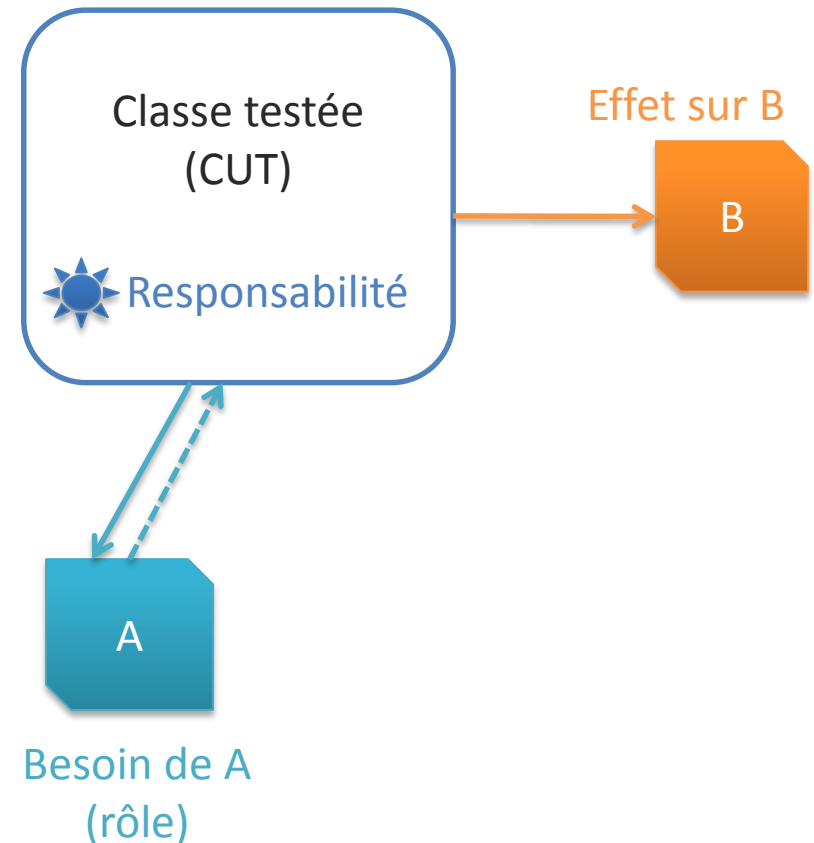 Classe testée
(CUT)
Responsabilité
Effet sur B
B
A
Besoin de A
(rôle)